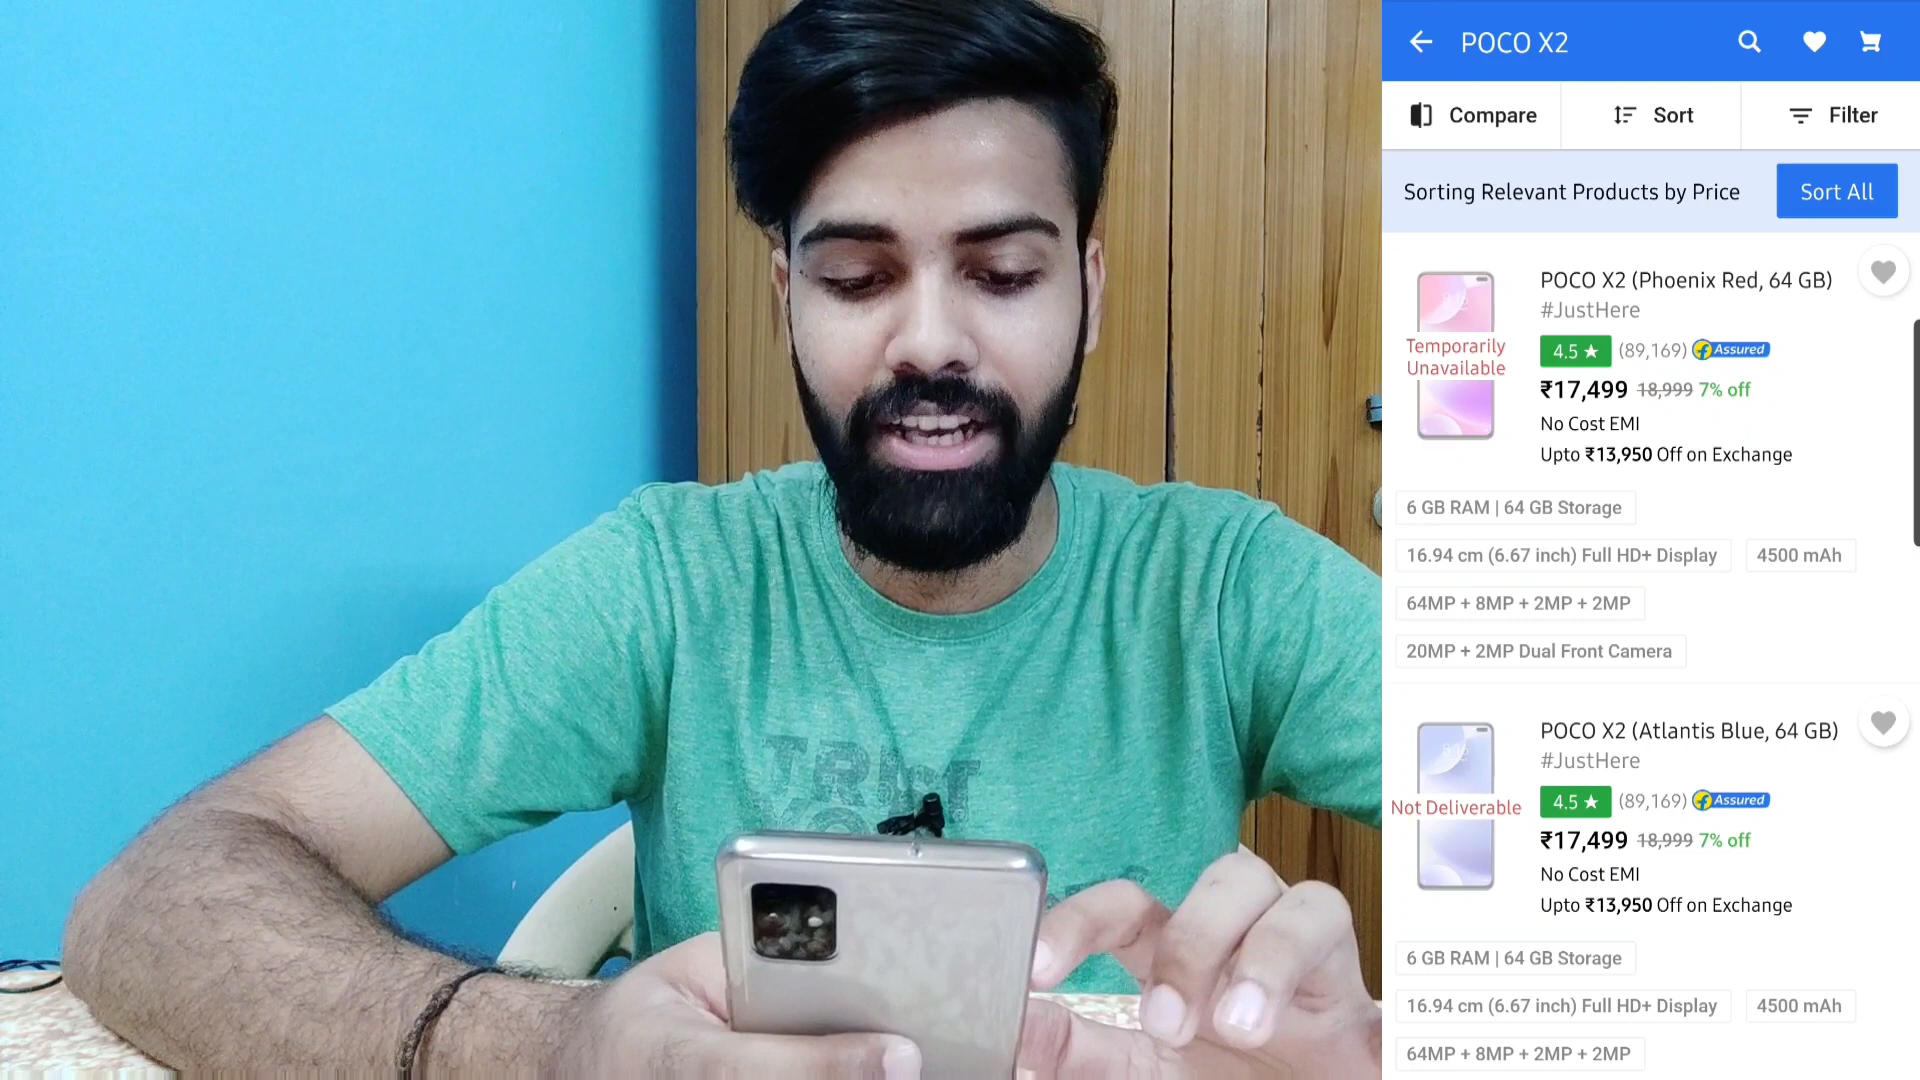 POCO X2
Compare
Sort
Filter
Sorting Relevant Products by Price
Sort All
POCO X2 (Phoenix Red, 64 GB)
#JustHere
Temporarily
Unavailable
4.5 ★ (89,169) Assured
₹17,499 18,999 7% off
No Cost EMI
Upto ₹13,950 Off on Exchange
6 GB RAM | 64 GB Storage
16.94 cm (6.67 inch) Full HD+ Display
4500 mAh
64MP + 8MP + 2MP + 2MP
20MP + 2MP Dual Front Camera
POCO X2 (Atlantis Blue, 64 GB)
#JustHere
Not Deliverable
4.5 ★ (89,169) Assured
₹17,499 18,999 7% off
No Cost EMI
Upto ₹13,950 Off on Exchange
6 GB RAM | 64 GB Storage
16.94 cm (6.67 inch) Full HD+ Display
4500 mAh
64MP + 8MP + 2MP + 2MP